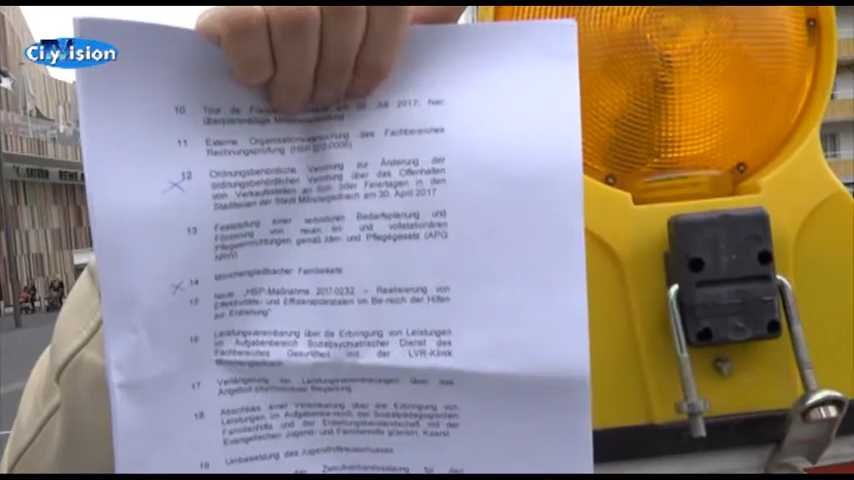 CityVision
10 Tour de am 02. Juli 2017; hier:
überplanmäßige
11 Externe Organisationsuntersuchung des Fachbereiches
Rechnungsprüfung
12 Ordnungsbehördliche Verordnung zur Änderung der
ordnungsbehördlichen Verordnung über das Offenhalten
von Verkaufsstellen an Sonn- oder Feiertagen in den
Stadtteilen der Stadt Mönchengladbach am 30. April 2017
13 Feststellung einer verbindlichen Bedarfsplanung und
Förderung von neuen teil- und vollstationären
Pflegeeinrichtungen gemäß Alten- und Pflegegesetz (APG
NRW)
14 Mönchengladbacher Familienkarte
15 Neue „HSP-Maßnahme 2017-0232 – Realisierung von
Effektivitäts- und Effizienzpotenzialen im Bereich der Hilfen
zur Erziehung"
16 Leistungsvereinbarung über die Erbringung von Leistungen
im Aufgabenbereich Sozialpsychiatrischer Dienst des
Fachbereiches Gesundheit mit der LVR-Klinik
Mönchengladbach
17 Verlängerung der Leistungsvereinbarungen über das
Angebot
18 Abschluss einer Vereinbarung über die Erbringung von
Leistungen im Aufgabenbereich der Sozialpädagogischen
Familienhilfe und der Erziehungsbeistandschaft mit der
Evangelischen Jugend- und Familienhilfe gGmbH, Kaarst
19 Umbesetzung des Jugendhilfeausschusses
der Zweckverbandssatzung für den